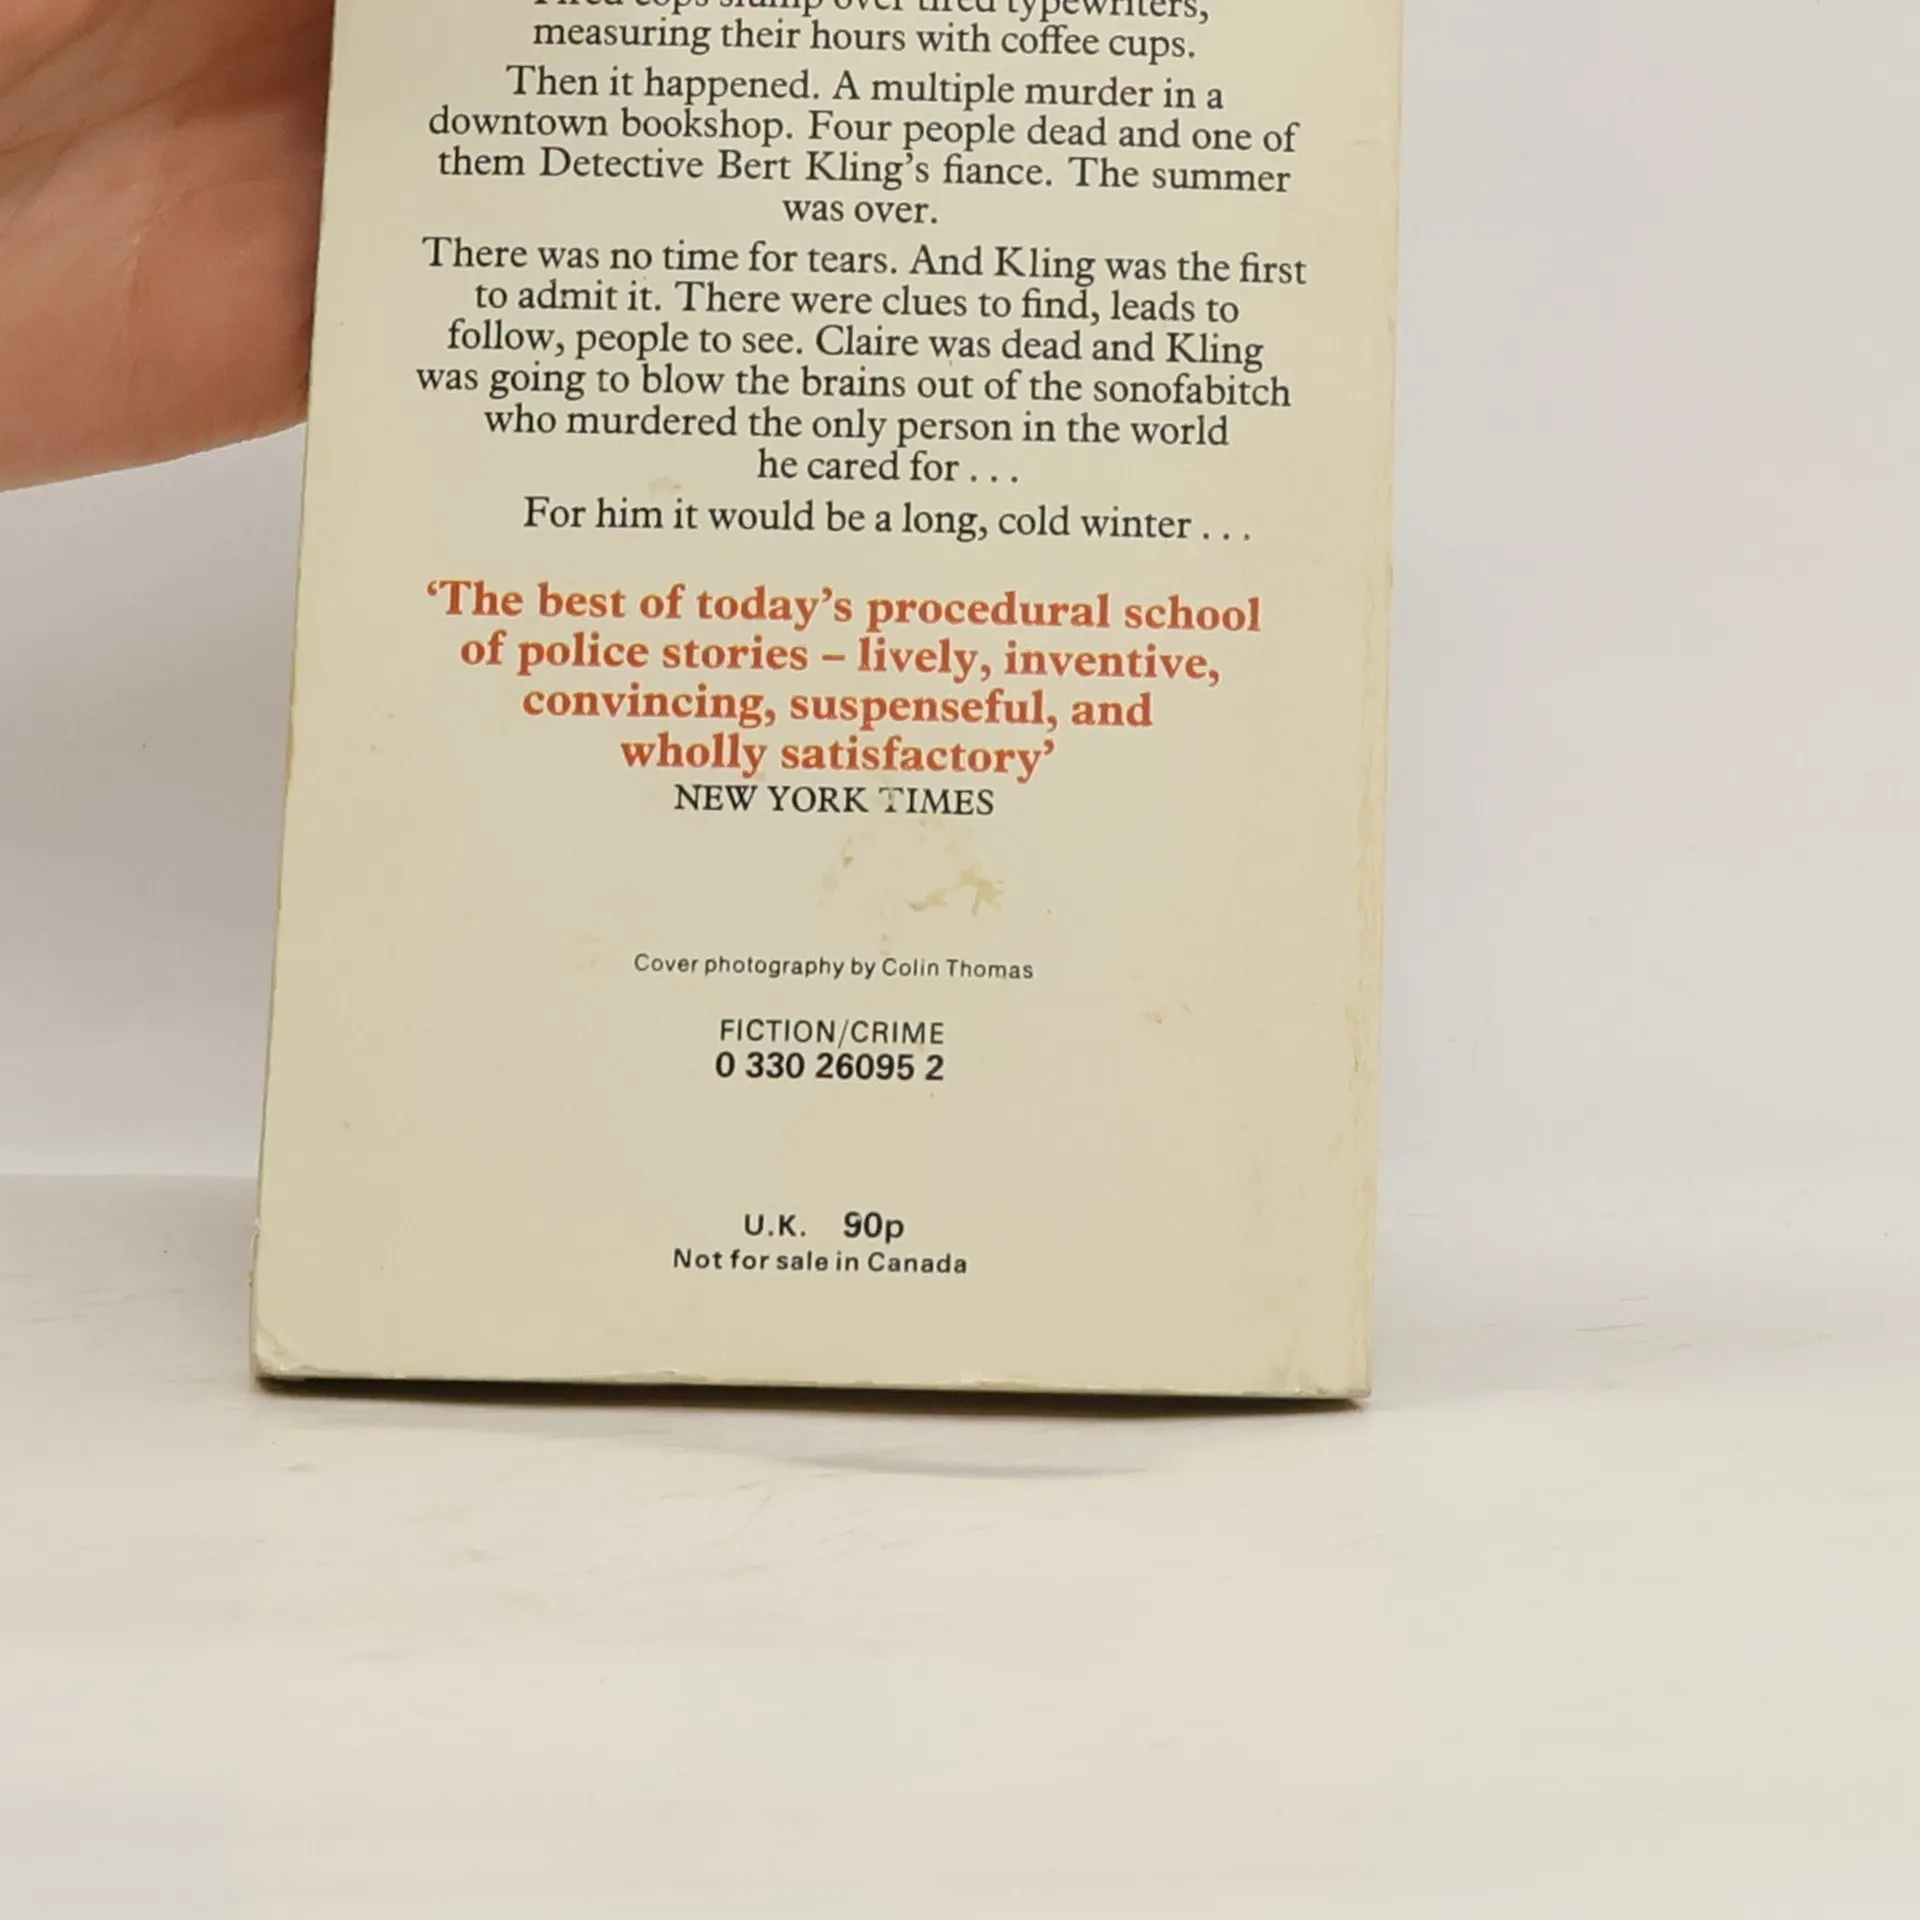 Tired cops slump over tired typewriters,
measuring their hours with coffee cups.
Then it happened. A multiple murder in a
downtown bookshop. Four people dead and one of
them Detective Bert Kling's fiance. The summer
was over.
There was no time for tears. And Kling was the first
to admit it. There were clues to find, leads to
follow, people to see. Claire was dead and Kling
was going to blow the brains out of the sonofabitch
who murdered the only person in the world
he cared for . . .
For him it would be a long, cold winter . . .
‘The best of today’s procedural school
of police stories – lively, inventive,
convincing, suspenseful, and
wholly satisfactory’
NEW YORK TIMES
Cover photography by Colin Thomas
FICTION/CRIME
0 330 26095 2
U.K. 90p
Not for sale in Canada